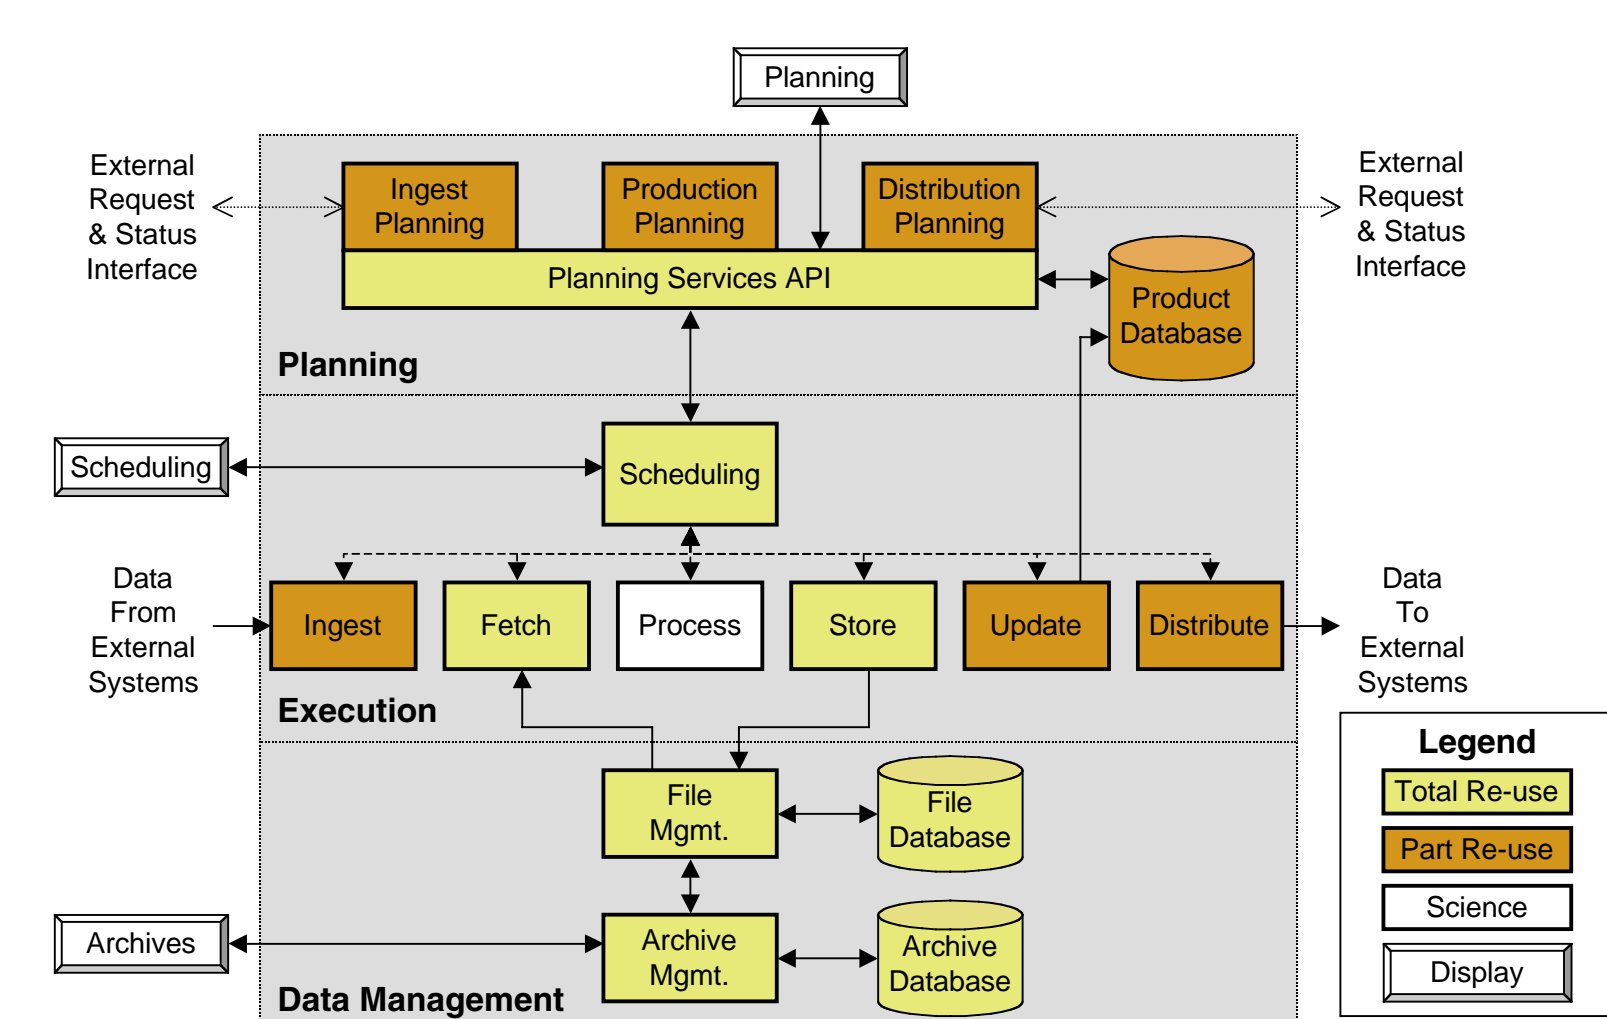 Planning
External
Request
& Status
Interface
Ingest
Planning
Production
Planning
Distribution
Planning
External
Request
& Status
Interface
Planning Services API
Product
Database
Planning
Scheduling
Scheduling
Data
From
External
Systems
Ingest
Fetch
Process
Store
Update
Distribute
Data
To
External
Systems
Execution
Legend
Total Re-use
Part Re-use
Science
Display
File
Mgmt.
File
Database
Archives
Archive
Mgmt.
Archive
Database
Data Management